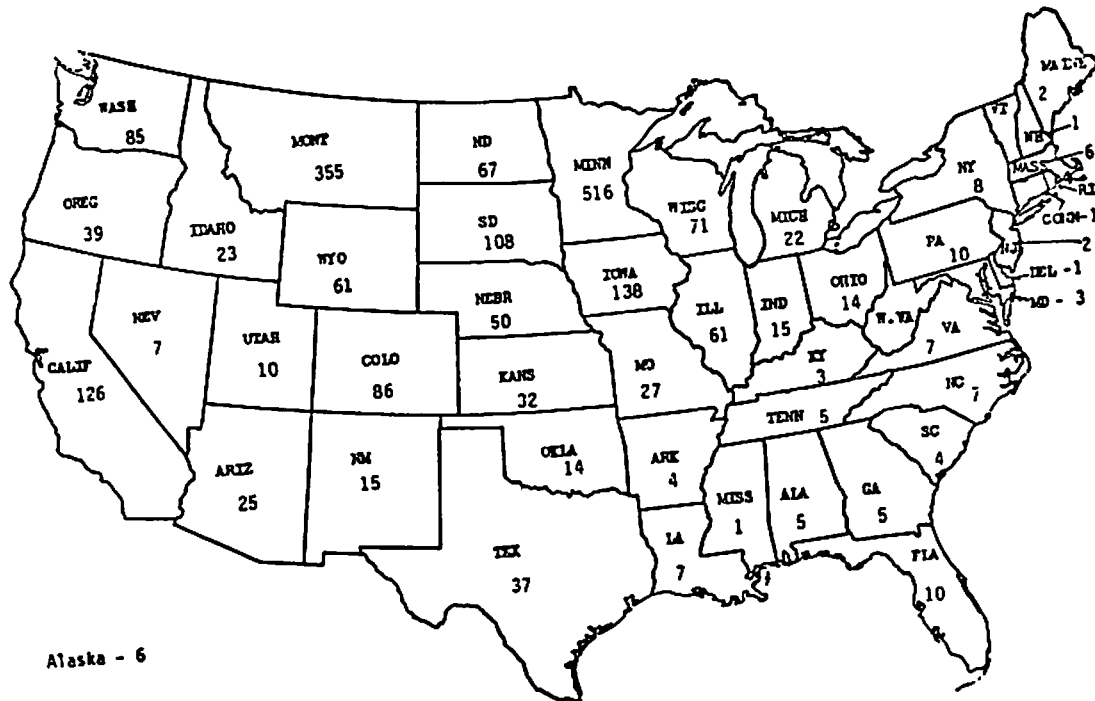 WASH
85
OREG
39
CALIF
126
NEV
7
IDAHO
23
MONT
355
WYO
61
UTAH
10
COLO
86
ARIZ
25
NM
15
ND
67
SD
108
NEBR
50
KANS
32
OKLA
14
TEX
37
MINN
516
IOWA
138
MO
27
ARK
4
LA
7
WISC
71
ILL
61
MICH
22
IND
15
OHIO
14
KY
3
TENN 5
MISS
1
ALA
5
GA
5
FLA
10
SC
4
NC
7
VA
7
W.VA
PA
10
NY
8
VT
NH
1
MAINE
2
MAS
6
RI
CONN-1
NJ
2
DEL -1
MD - 3
Alaska - 6